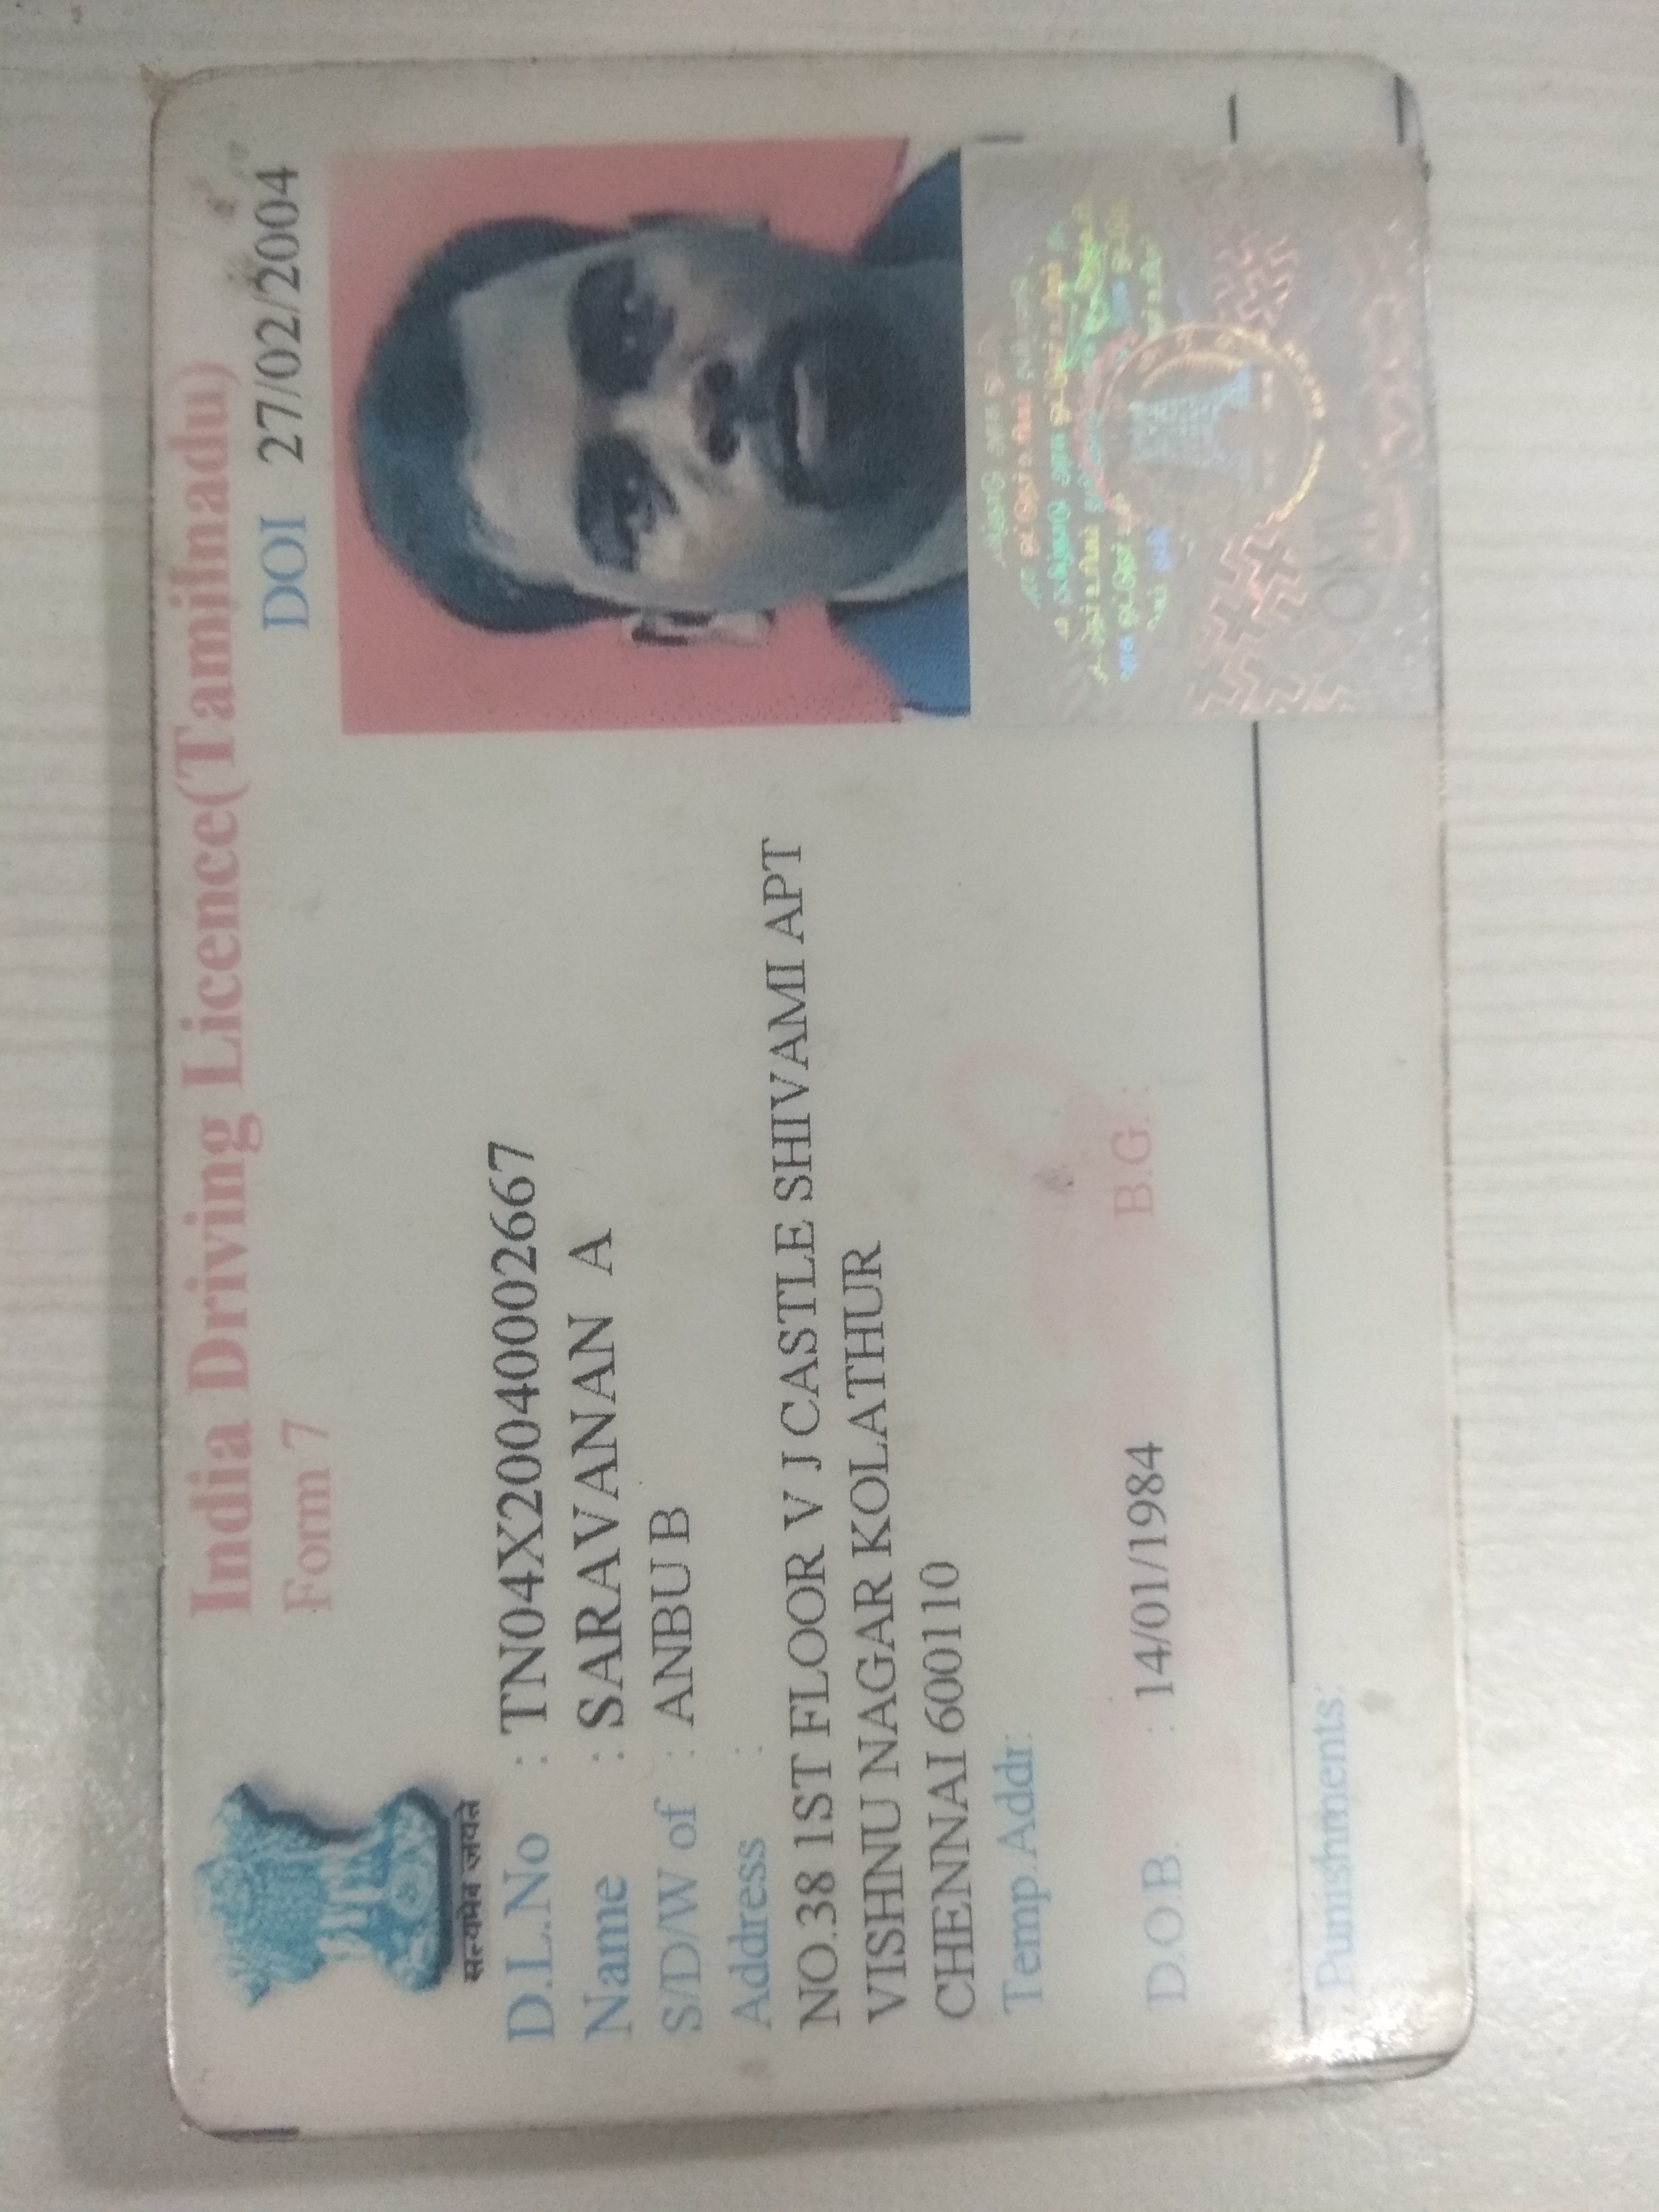 India Driving Licence(Tamilnadu)
Form 7
DOI 27/02/2004
सत्यमेव जयते
D.L.No : TN04X20040002667
Name : SARAVANAN A
S/D/W of : ANBU B
Address :
NO.38 1ST FLOOR V J CASTLE SHIVAMI APT
VISHNU NAGAR KOLATHUR
CHENNAI 600110
Temp.Addr:
D.O.B. : 14/01/1984 B.G. :
Punishments: